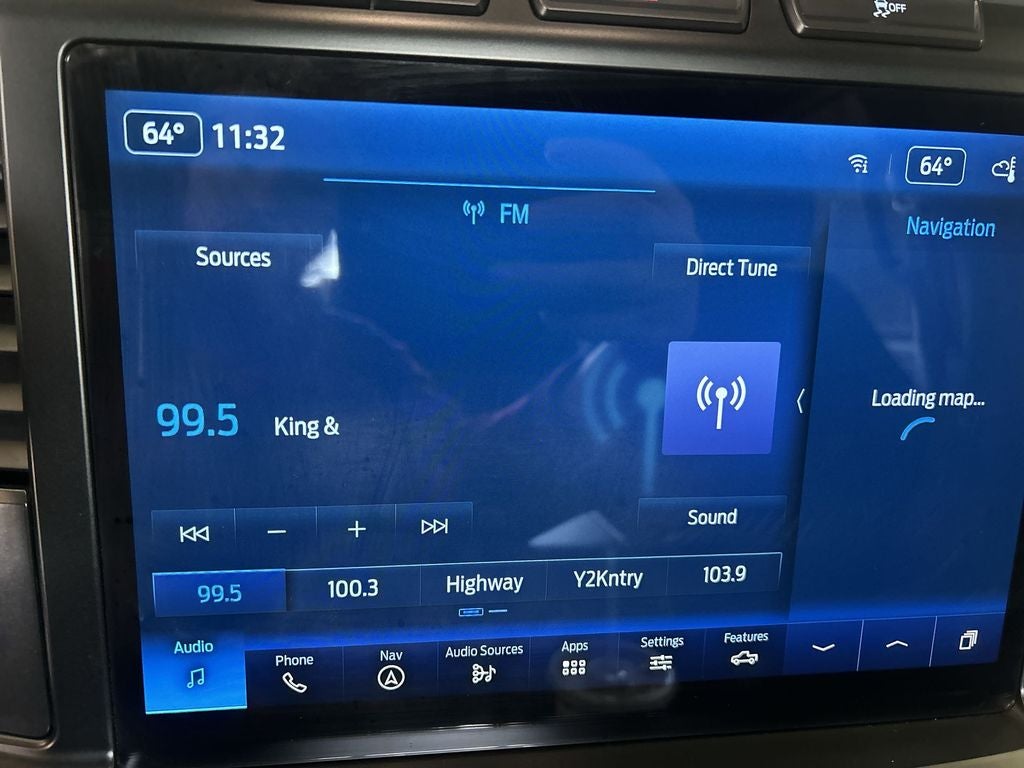 OFF
64° 11:32
64°
FM
Navigation
Sources
Direct Tune
99.5 King &
Loading map...
Sound
99.5 100.3 Highway Y2Kntry 103.9
Audio Phone Nav Audio Sources Apps Settings Features